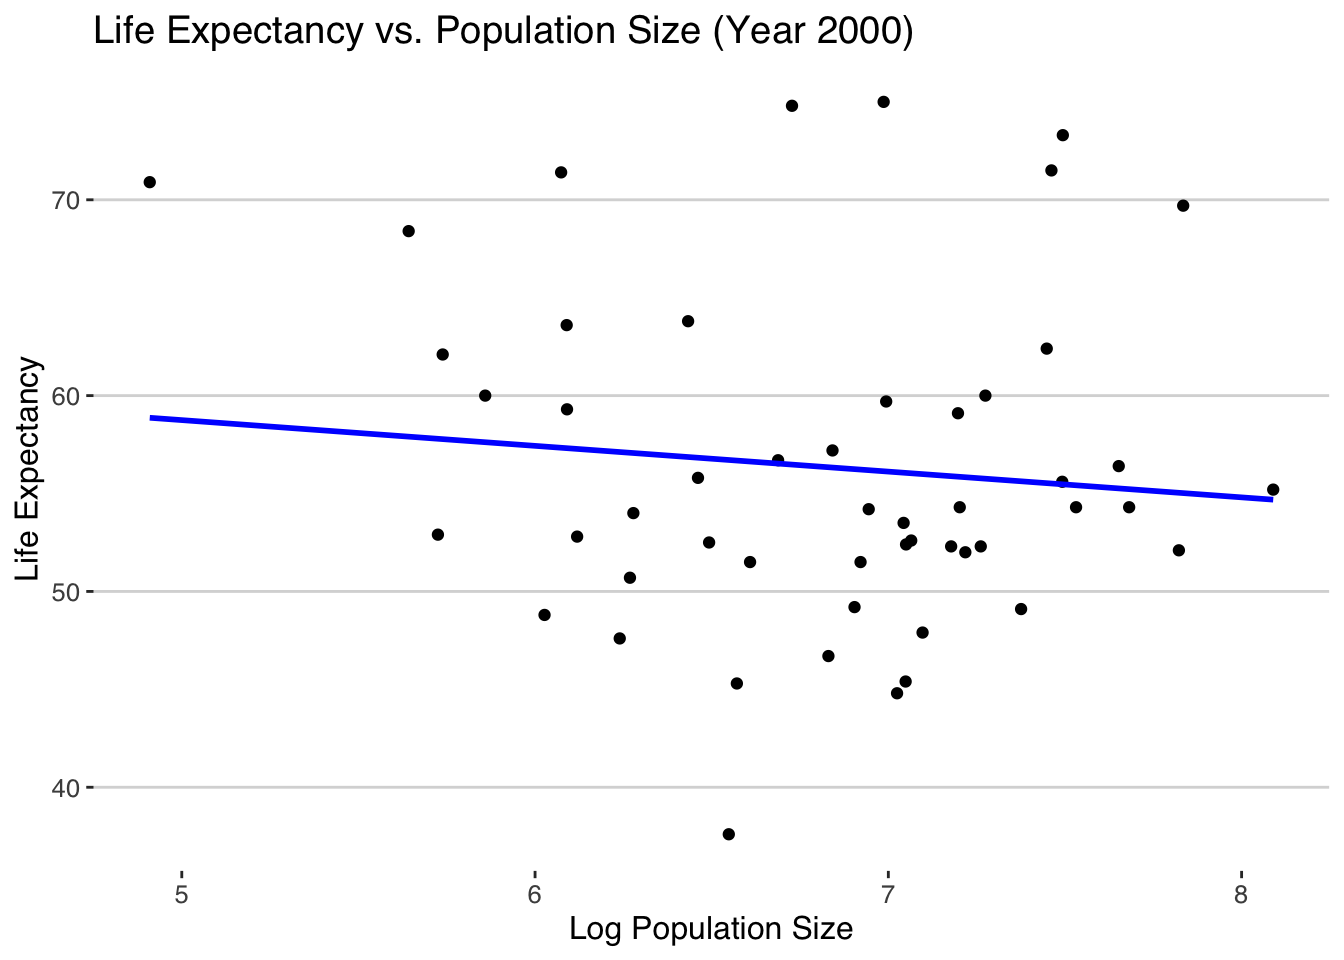 Life Expectancy vs. Population Size (Year 2000)
Life Expectancy
70
60
50
40
5 6 7 8
Log Population Size